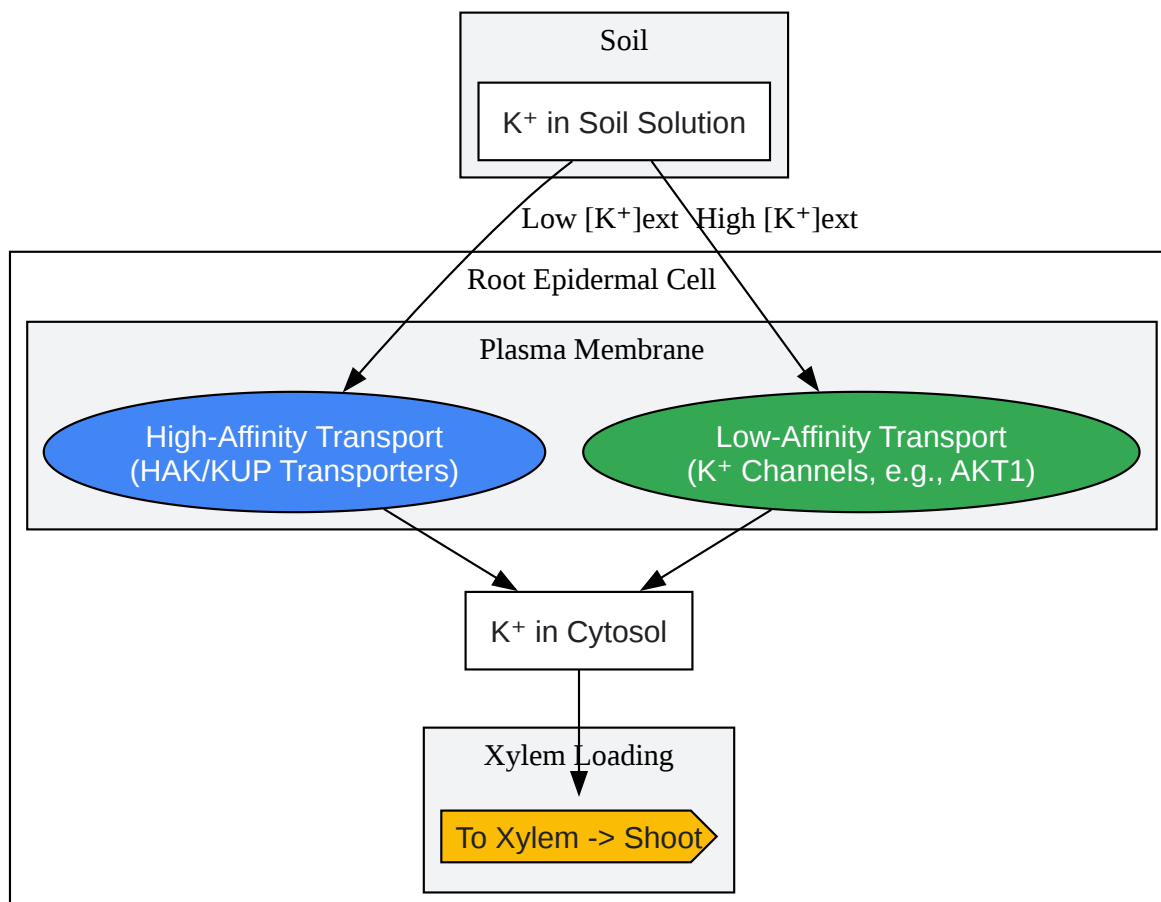 Soil
K⁺ in Soil Solution
Low [K⁺]ext
High [K⁺]ext
Root Epidermal Cell
Plasma Membrane
High-Affinity Transport
(HAK/KUP Transporters)
Low-Affinity Transport
(K⁺ Channels, e.g., AKT1)
K⁺ in Cytosol
Xylem Loading
To Xylem -> Shoot